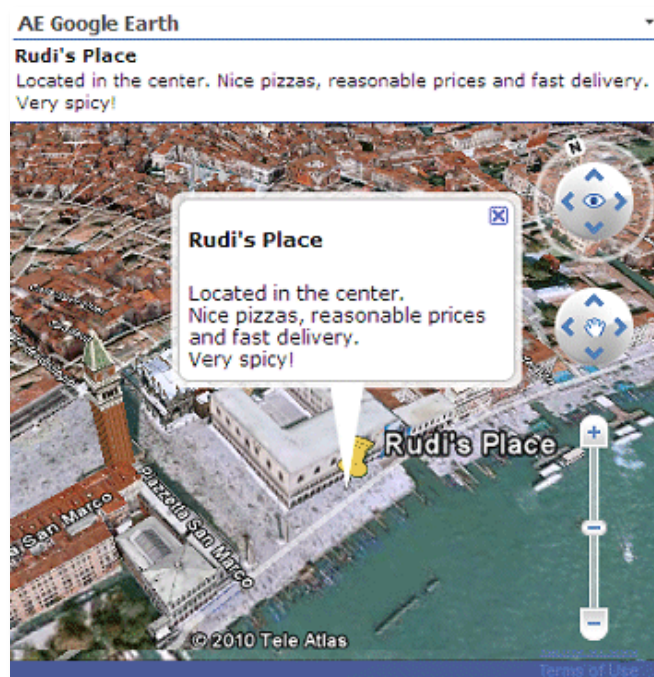 AE Google Earth
Rudi's Place
Located in the center. Nice pizzas, reasonable prices and fast delivery.
Very spicy!
N
Rudi's Place
Located in the center.
Nice pizzas, reasonable prices
and fast delivery.
Very spicy!
Rudi's Place
Piazzetta San Marco
San Marco
© 2010 Tele Atlas
Terms of Use